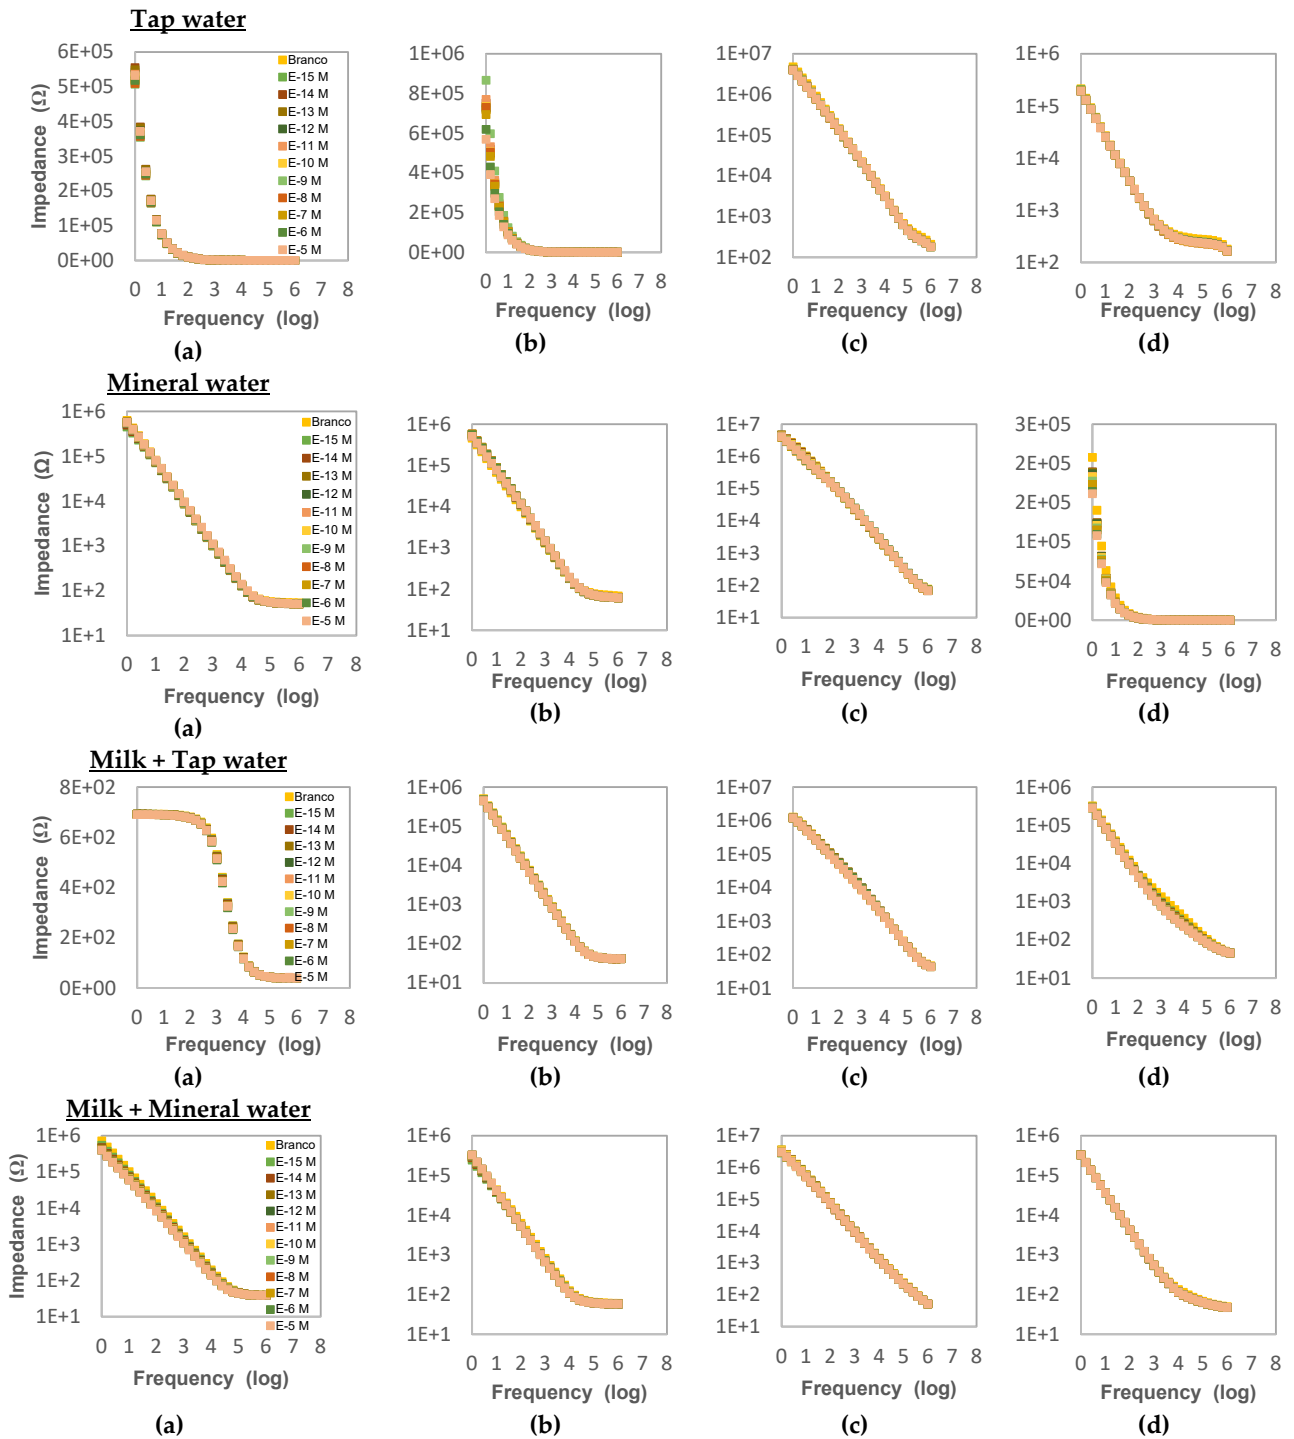 Tap water
6E+05
5E+05
4E+05
3E+05
2E+05
1E+05
0E+00
Impedance (Ω)
Branco
E-15 M
E-14 M
E-13 M
E-12 M
E-11 M
E-10 M
E-9 M
E-8 M
E-7 M
E-6 M
E-5 M
0 1 2 3 4 5 6 7 8
Frequency (log)
(a)
1E+06
8E+05
6E+05
4E+05
2E+05
0E+00
0 1 2 3 4 5 6 7 8
Frequency (log)
(b)
1E+07
1E+06
1E+05
1E+04
1E+03
1E+02
0 1 2 3 4 5 6 7 8
Frequency (log)
(c)
1E+6
1E+5
1E+4
1E+3
1E+2
0 1 2 3 4 5 6 7 8
Frequency (log)
(d)
Mineral water
1E+6
1E+5
1E+4
1E+3
1E+2
1E+1
Impedance (Ω)
Branco
E-15 M
E-14 M
E-13 M
E-12 M
E-11 M
E-10 M
E-9 M
E-8 M
E-7 M
E-6 M
E-5 M
0 1 2 3 4 5 6 7 8
Frequency (log)
(a)
1E+6
1E+5
1E+4
1E+3
1E+2
1E+1
0 1 2 3 4 5 6 7 8
Frequency (log)
(b)
1E+7
1E+6
1E+5
1E+4
1E+3
1E+2
1E+1
0 1 2 3 4 5 6 7 8
Frequency (log)
(c)
3E+05
2E+05
2E+05
1E+05
5E+04
0E+00
0 1 2 3 4 5 6 7 8
Frequency (log)
(d)
Milk + Tap water
8E+02
6E+02
4E+02
2E+02
0E+00
Impedance (Ω)
Branco
E-15 M
E-14 M
E-13 M
E-12 M
E-11 M
E-10 M
E-9 M
E-8 M
E-7 M
E-6 M
E-5 M
0 1 2 3 4 5 6 7 8
Frequency (log)
(a)
1E+06
1E+05
1E+04
1E+03
1E+02
1E+01
0 1 2 3 4 5 6 7 8
Frequency (log)
(b)
1E+07
1E+06
1E+05
1E+04
1E+03
1E+02
1E+01
0 1 2 3 4 5 6 7 8
Frequency (log)
(c)
1E+06
1E+05
1E+04
1E+03
1E+02
1E+01
0 1 2 3 4 5 6 7 8
Frequency (log)
(d)
Milk + Mineral water
1E+6
1E+5
1E+4
1E+3
1E+2
1E+1
Impedance (Ω)
Branco
E-15 M
E-14 M
E-13 M
E-12 M
E-11 M
E-10 M
E-9 M
E-8 M
E-7 M
E-6 M
E-5 M
0 1 2 3 4 5 6 7 8
Frequency (log)
(a)
1E+6
1E+5
1E+4
1E+3
1E+2
1E+1
0 1 2 3 4 5 6 7 8
Frequency (log)
(b)
1E+7
1E+6
1E+5
1E+4
1E+3
1E+2
1E+1
0 1 2 3 4 5 6 7 8
Frequency (log)
(c)
1E+6
1E+5
1E+4
1E+3
1E+2
1E+1
0 1 2 3 4 5 6 7 8
Frequency (log)
(d)